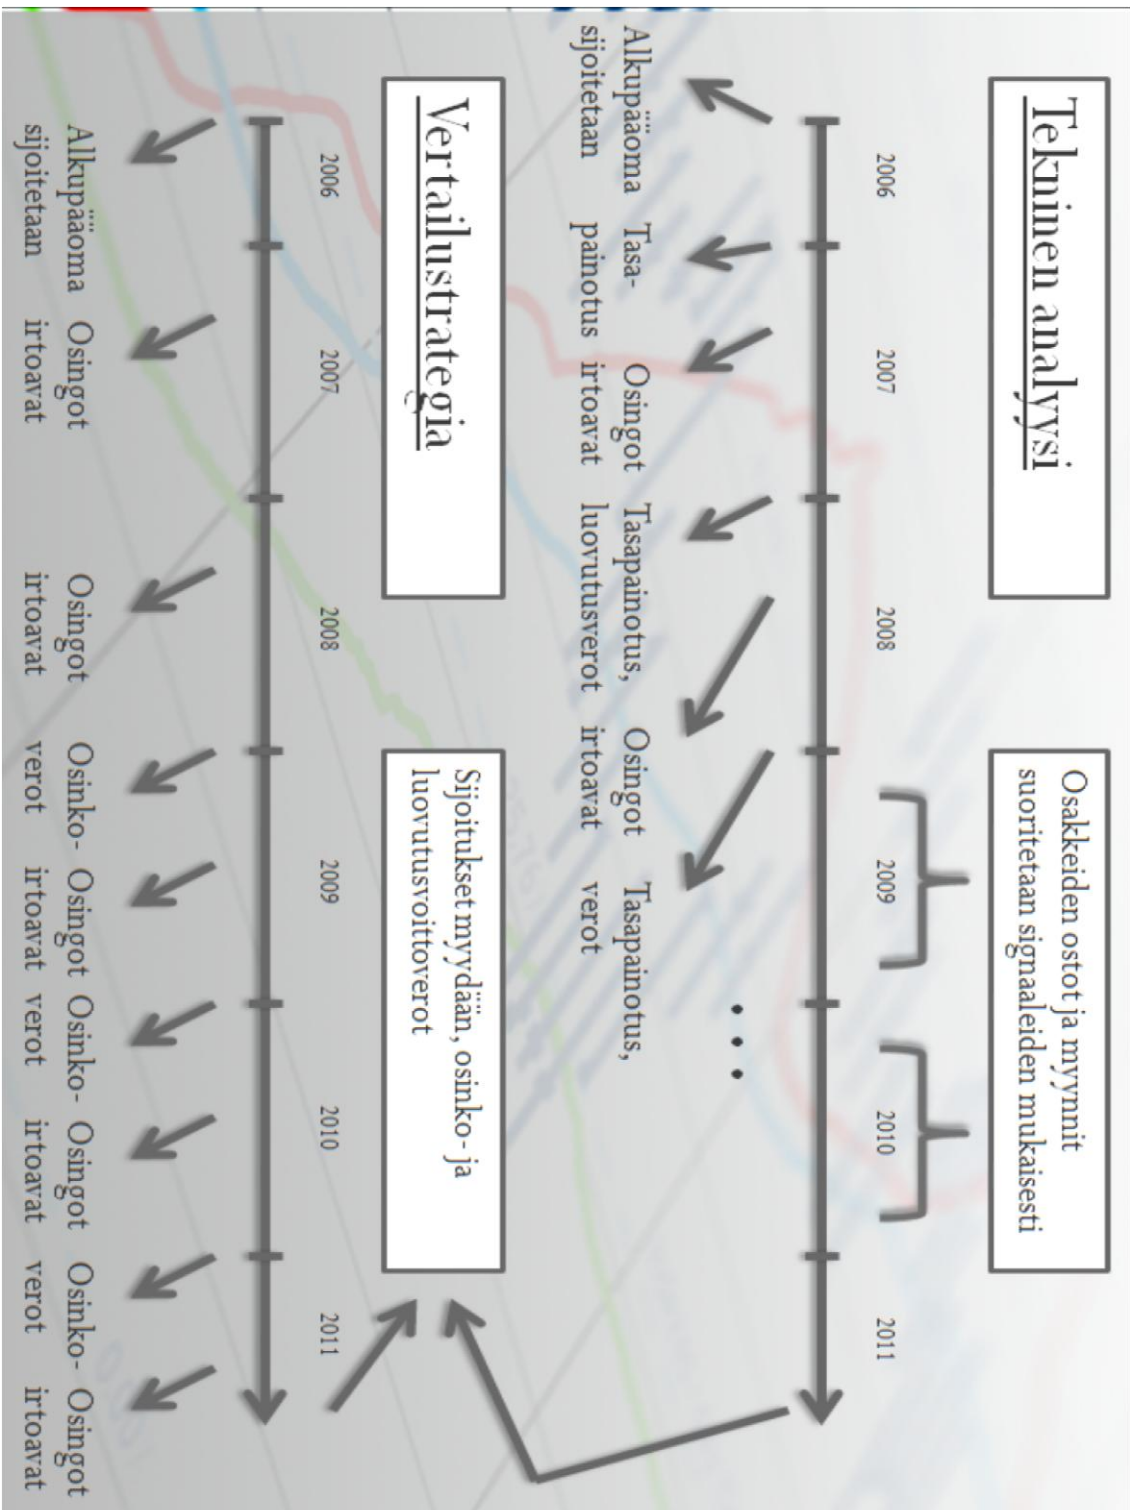 Tekninen analyysi
Osakkeiden ostot ja myynnit
suoritetaan signaaleiden mukaisesti
2006
2007
2008
2009
2010
2011
Alkupääoma
sijoitetaan
Tasa-
painotus
Osingot
irtoavat
Tasapainotus,
luovutusverot
Osingot
irtoavat
Tasapainotus,
verot
...
Vertailustrategia
Sijoitukset myydään, osinko- ja
luovutusvoittoverot
2006
2007
2008
2009
2010
2011
Alkupääoma
sijoitetaan
Osingot
irtoavat
Osingot
irtoavat
Osinko-
verot
Osingot
irtoavat
Osinko-
verot
Osingot
irtoavat
Osinko-
verot
Osingot
irtoavat